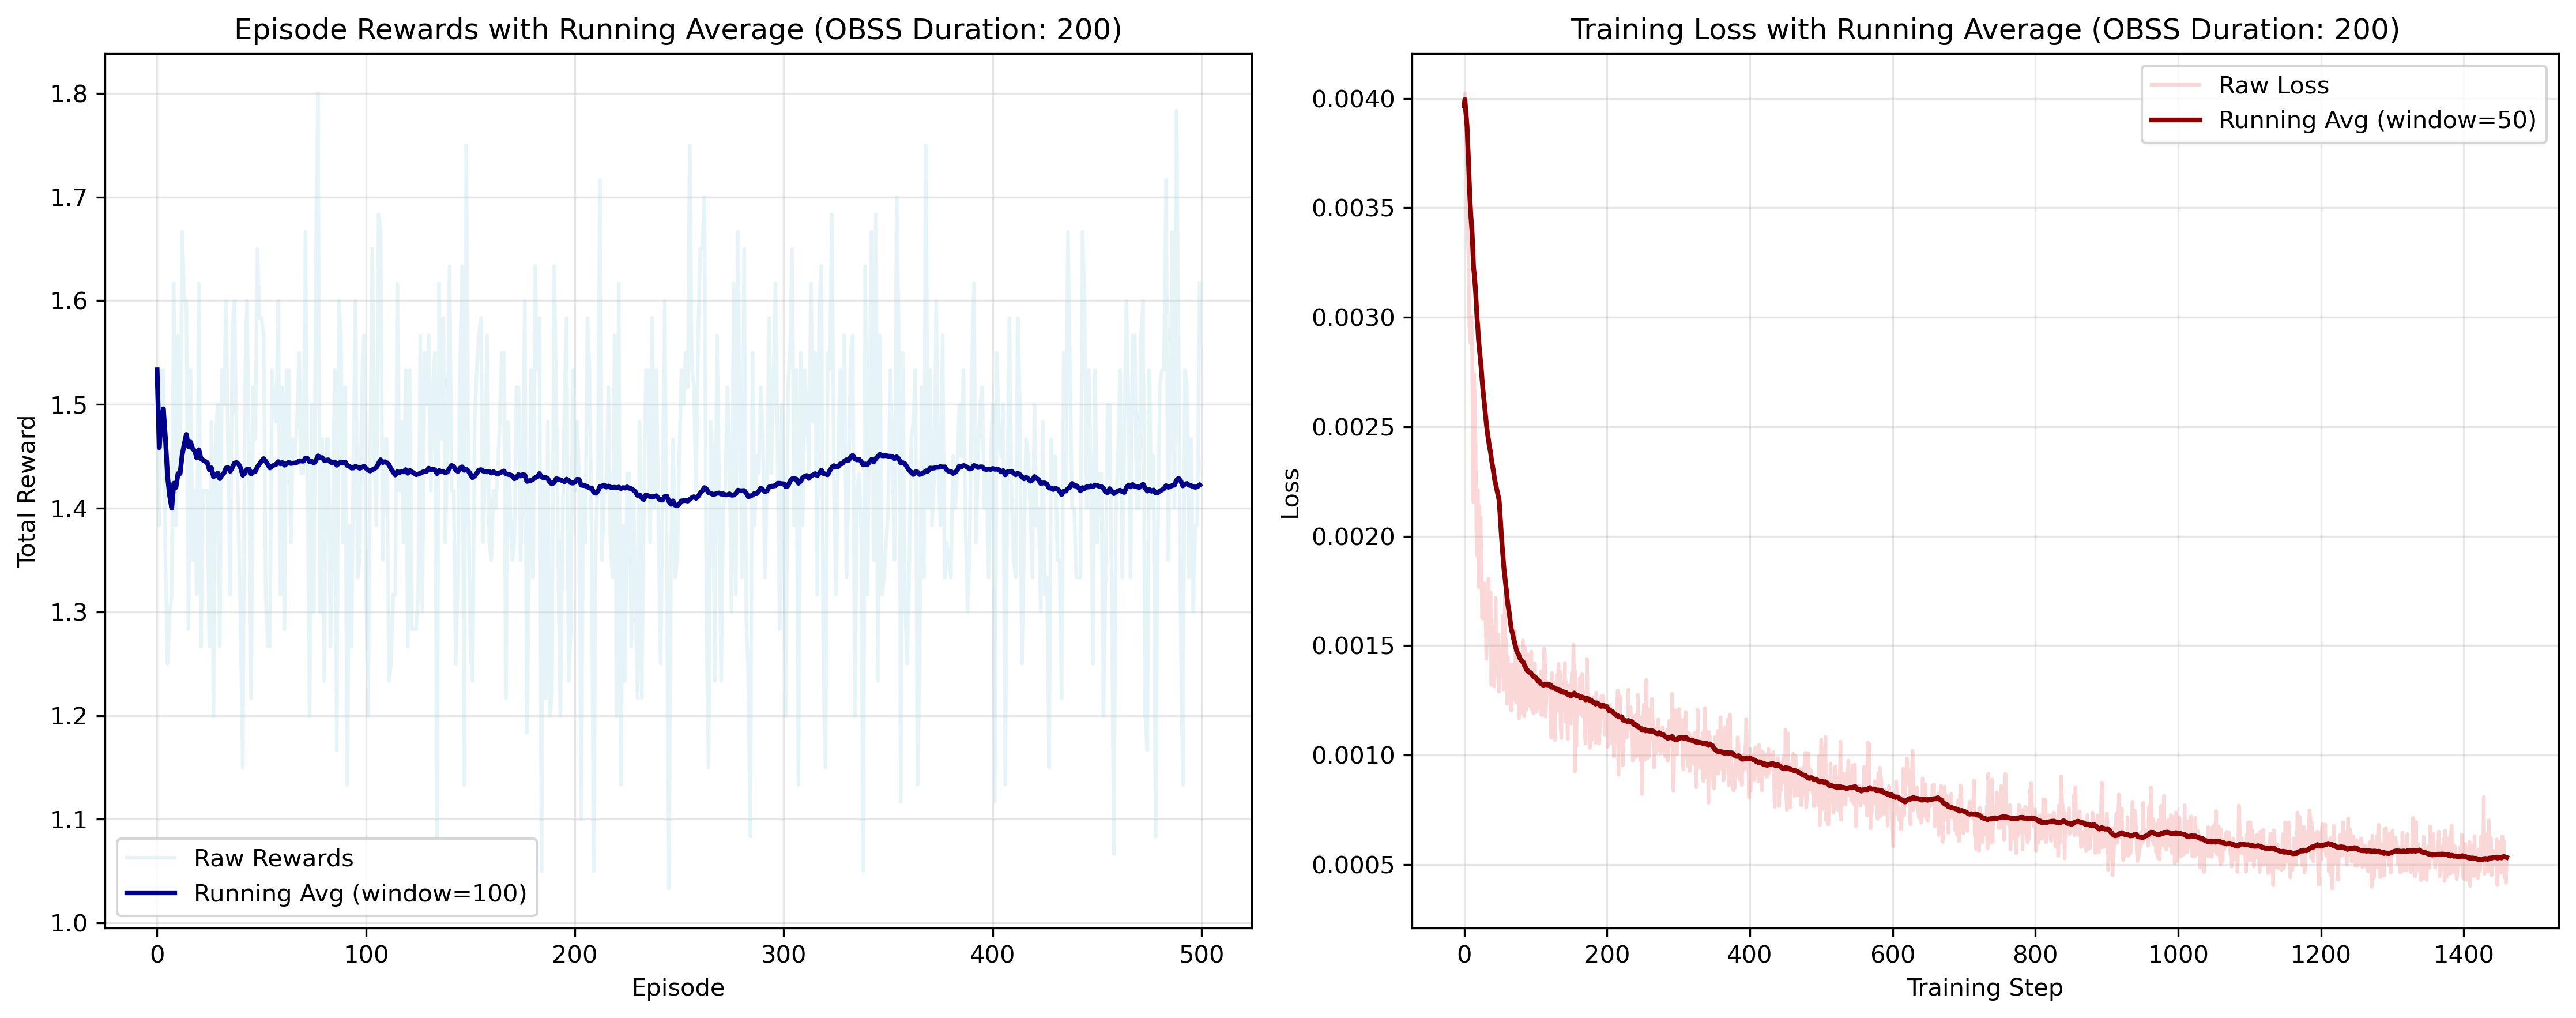 Episode Rewards with Running Average (OBSS Duration: 200)
Total Reward
1.8
1.7
1.6
1.5
1.4
1.3
1.2
1.1
1.0
Raw Rewards
Running Avg (window=100)
0 100 200 300 400 500
Episode
Training Loss with Running Average (OBSS Duration: 200)
Loss
0.0040
0.0035
0.0030
0.0025
0.0020
0.0015
0.0010
0.0005
Raw Loss
Running Avg (window=50)
0 200 400 600 800 1000 1200 1400
Training Step